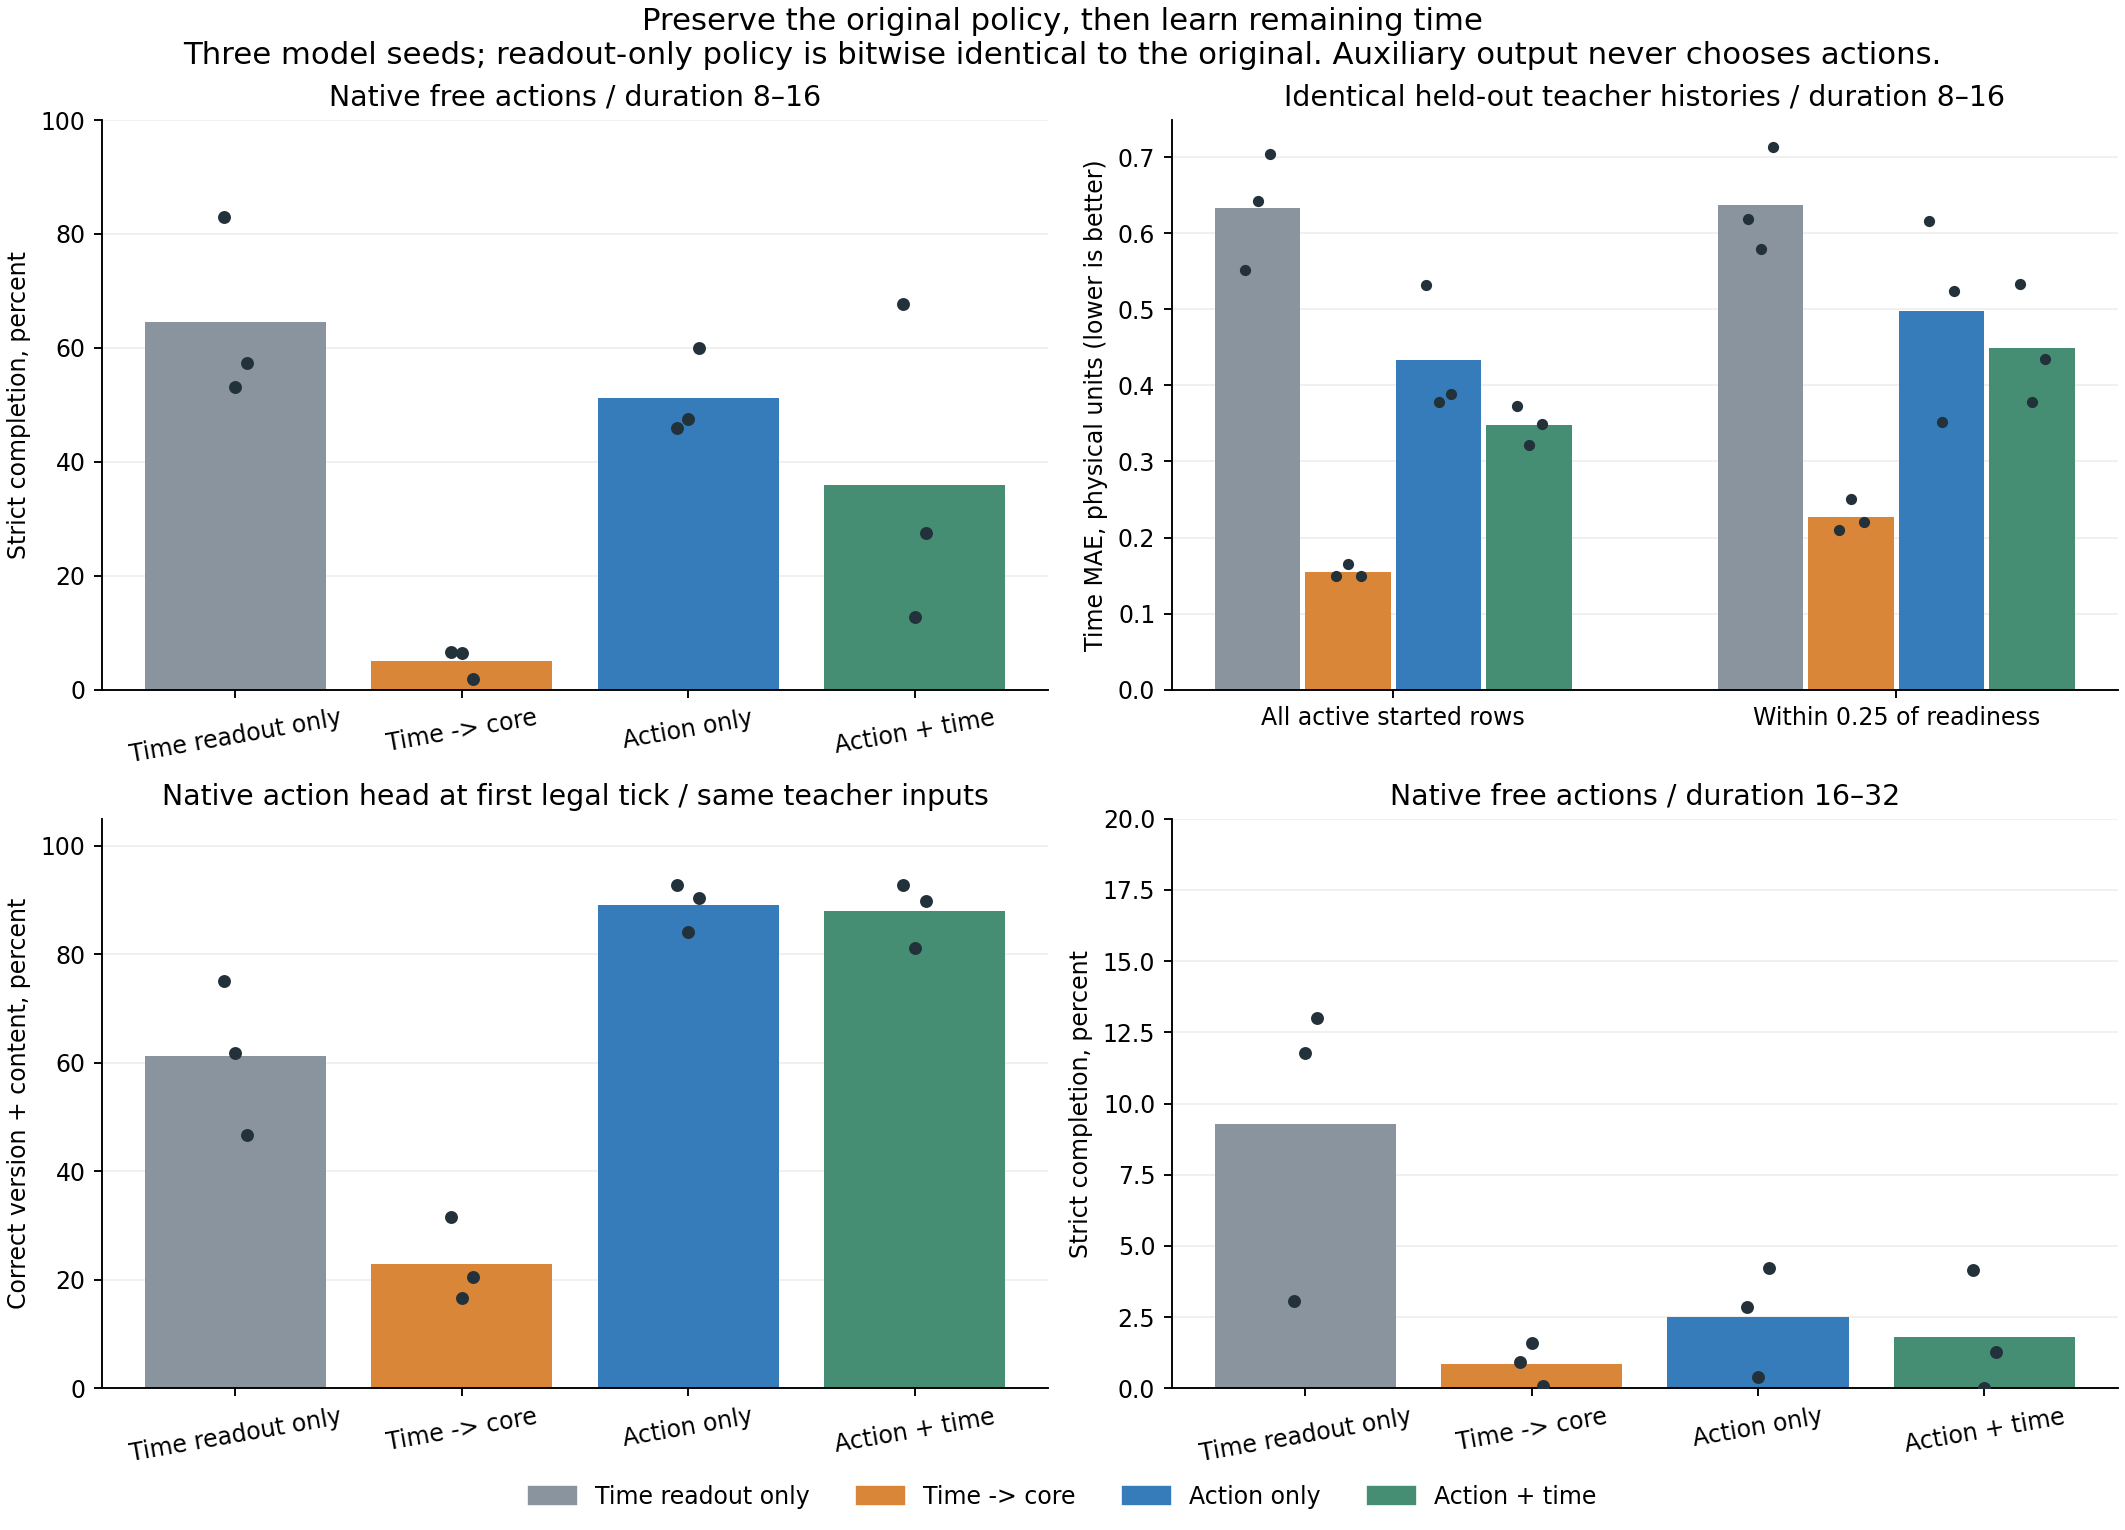 Preserve the original policy, then learn remaining time
Three model seeds; readout-only policy is bitwise identical to the original. Auxiliary output never chooses actions.
Native free actions / duration 8–16
Strict completion, percent
100
80
60
40
20
0
Time readout only
Time -> core
Action only
Action + time
Identical held-out teacher histories / duration 8–16
Time MAE, physical units (lower is better)
0.7
0.6
0.5
0.4
0.3
0.2
0.1
0.0
All active started rows
Within 0.25 of readiness
Native action head at first legal tick / same teacher inputs
Correct version + content, percent
100
80
60
40
20
0
Time readout only
Time -> core
Action only
Action + time
Native free actions / duration 16–32
Strict completion, percent
20.0
17.5
15.0
12.5
10.0
7.5
5.0
2.5
0.0
Time readout only
Time -> core
Action only
Action + time
Time readout only
Time -> core
Action only
Action + time